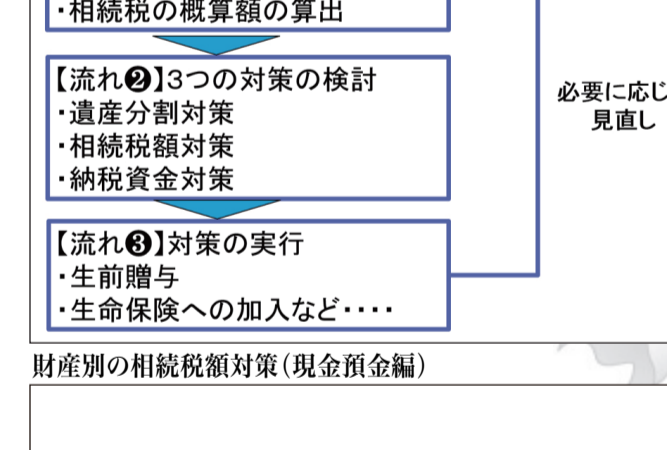 ・相続税の概算額の算出
【流れ❷】3つの対策の検討
・遺産分割対策
・相続税額対策
・納税資金対策
必要に応じ
見直し
【流れ❸】対策の実行
・生前贈与
・生命保険への加入など・・・・
財産別の相続税額対策（現金預金編）